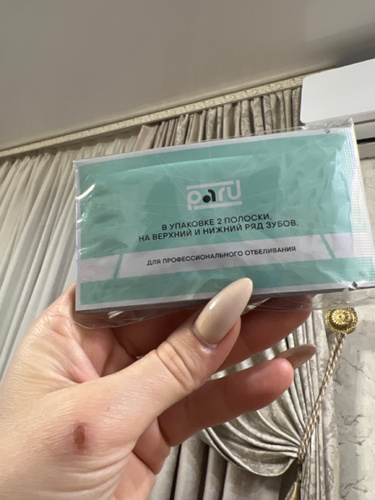 paru
В УПАКОВКЕ 2 ПОЛОСКИ,
НА ВЕРХНИЙ И НИЖНИЙ РЯД ЗУБОВ.
ДЛЯ ПРОФЕССИОНАЛЬНОГО ОТБЕЛИВАНИЯ